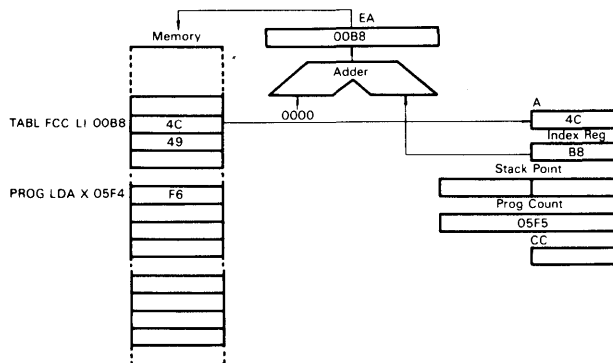 EA
Memory
00B8
Adder
0000
A
TABL FCC LI 00B8
4C
4C
49
Index Reg
B8
Stack Point
PROG LDA X 05F4
F6
Prog Count
05F5
CC